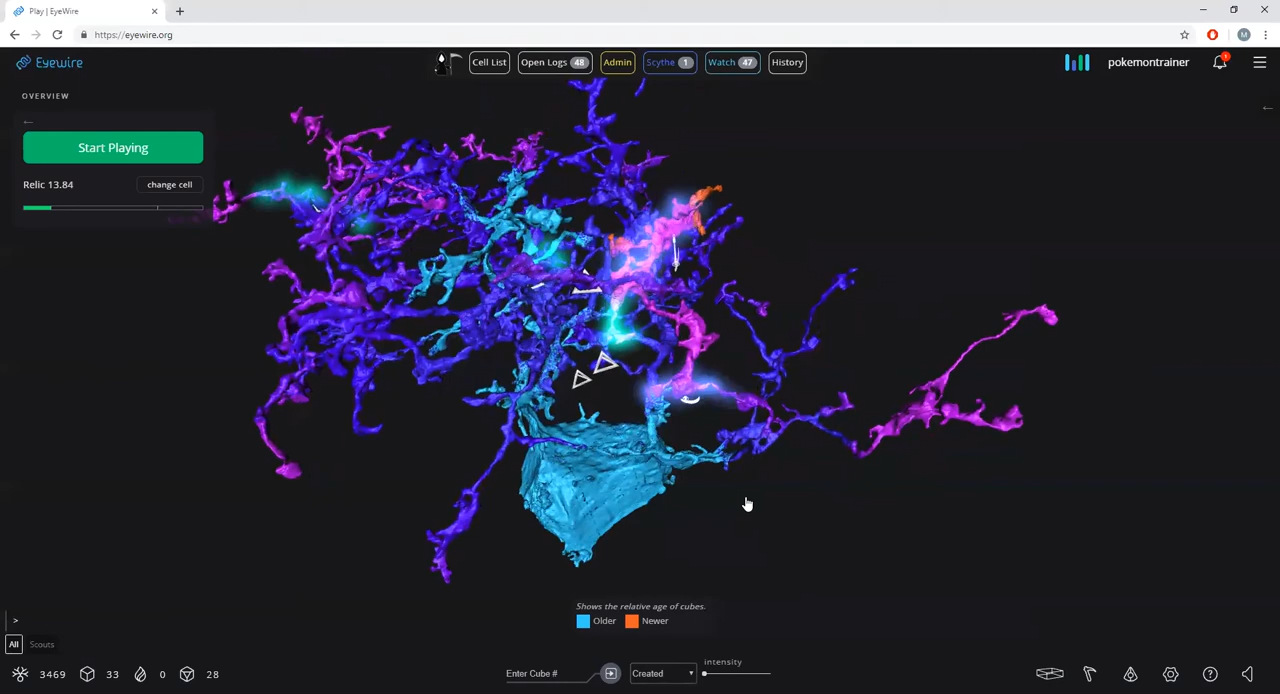 Play | EyeWire
https://eyewire.org
M
Eyewire
Cell List
Open Logs 48
Admin
Scythe 1
Watch 47
History
pokemontrainer
1
OVERVIEW
Start Playing
Relic 13.84
change cell
Shows the relative age of cubes.
Older
Newer
>
All
Scouts
3469
33
0
28
Enter Cube #
Created
intensity